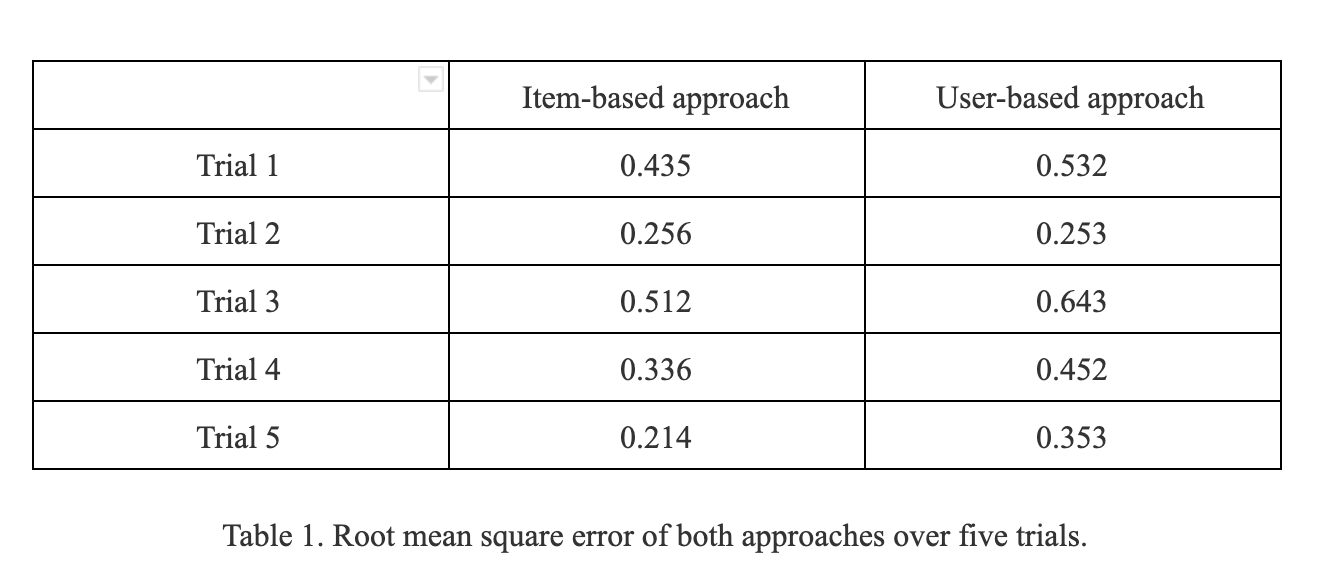 Item-based approach User-based approach
Trial 1 0.435 0.532
Trial 2 0.256 0.253
Trial 3 0.512 0.643
Trial 4 0.336 0.452
Trial 5 0.214 0.353
Table 1. Root mean square error of both approaches over five trials.